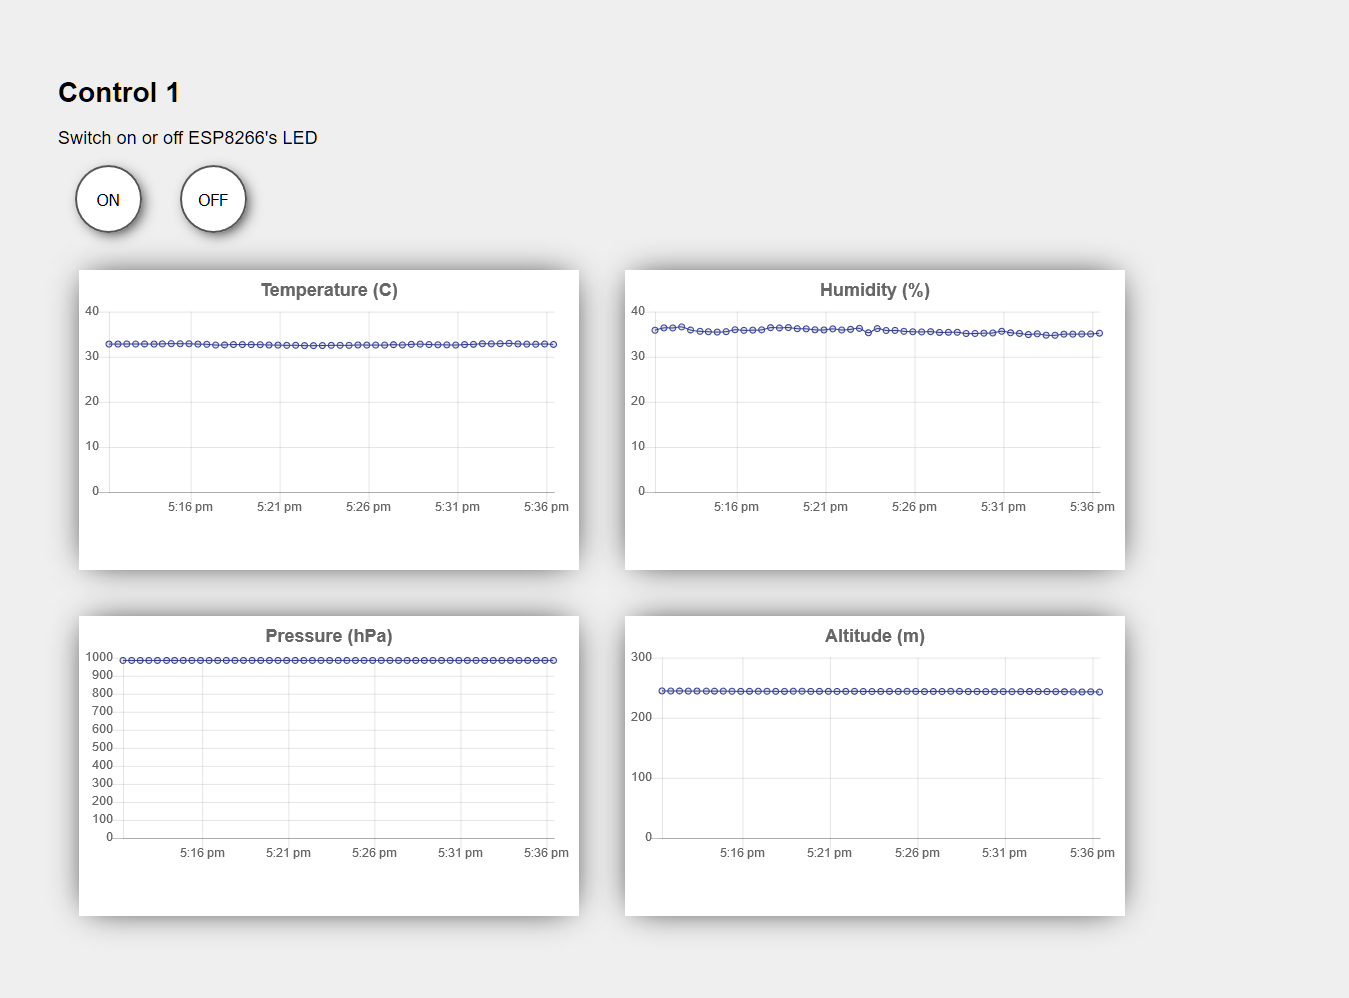 Control 1
Switch on or off ESP8266's LED
ON OFF
Temperature (C)
40
30
20
10
0
5:16 pm 5:21 pm 5:26 pm 5:31 pm 5:36 pm
Humidity (%)
40
30
20
10
0
5:16 pm 5:21 pm 5:26 pm 5:31 pm 5:36 pm
Pressure (hPa)
1000
900
800
700
600
500
400
300
200
100
0
5:16 pm 5:21 pm 5:26 pm 5:31 pm 5:36 pm
Altitude (m)
300
200
100
0
5:16 pm 5:21 pm 5:26 pm 5:31 pm 5:36 pm